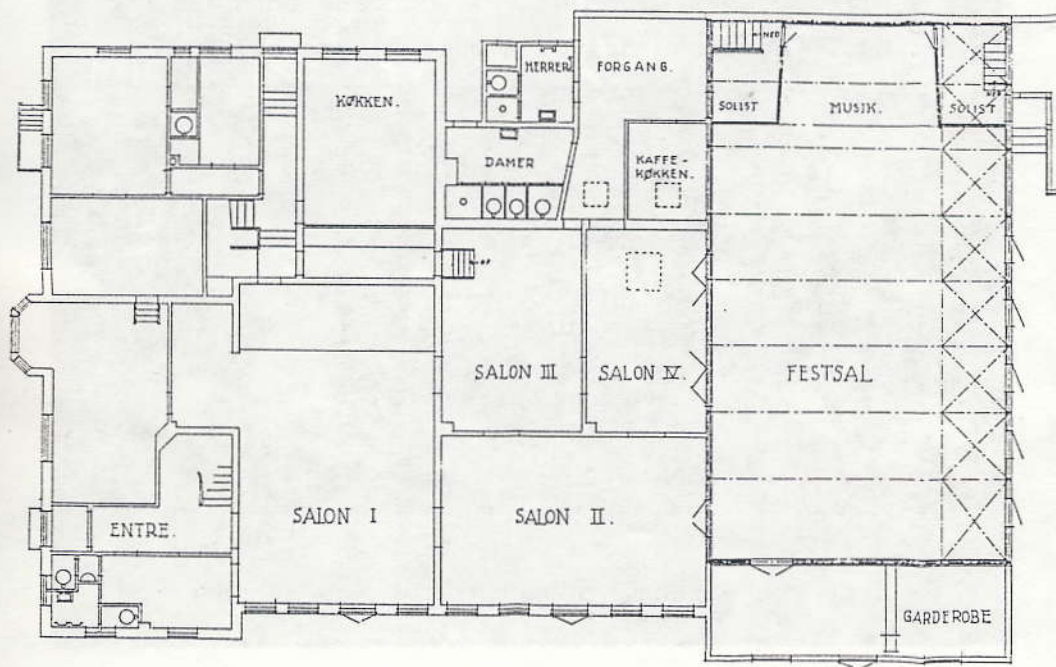 NED
HERRER
FORGANG.
KØKKEN.
SOLIST
MUSIK.
SOLIST
DAMER
KAFFE-
KØKKEN.
SALON III
SALON IV.
FESTSAL
SALON I
SALON II.
ENTRE.
GARDEROBE